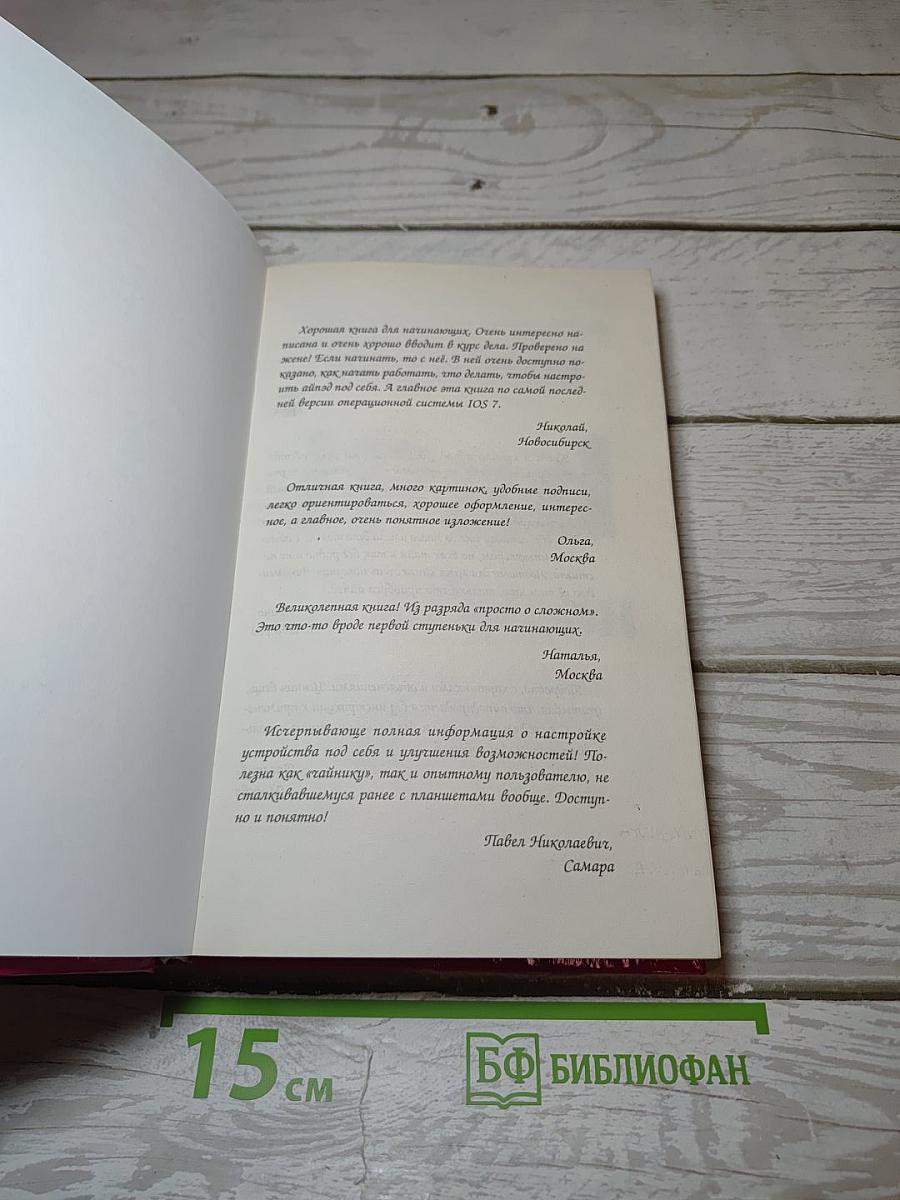 Хорошая книга для начинающих. Очень интересно на-
писана и очень хорошо вводит в курс дела. Проверено на
жене! Если начинать, то с неё. В ней очень доступно по-
казано, как начать работать, что делать, чтобы настро-
ить айпэд под себя. А главное эта книга по самой послед-
ней версии операционной системы IOS 7.
Николай,
Новосибирск
Отличная книга, много картинок, удобные подписи,
легко ориентироваться, хорошее оформление, интерес-
ное, а главное, очень понятное изложение!
Ольга,
Москва
Великолепная книга! Из разряда «просто о сложном».
Это что-то вроде первой ступеньки для начинающих.
Наталья,
Москва
Исчерпывающе полная информация о настройке
устройства под себя и улучшения возможностей! По-
лезна как «чайнику», так и опытному пользователю, не
сталкивавшемуся ранее с планшетами вообще. Доступ-
но и понятно!
Павел Николаевич,
Самара
15 см
БФ БИБЛИОФАН